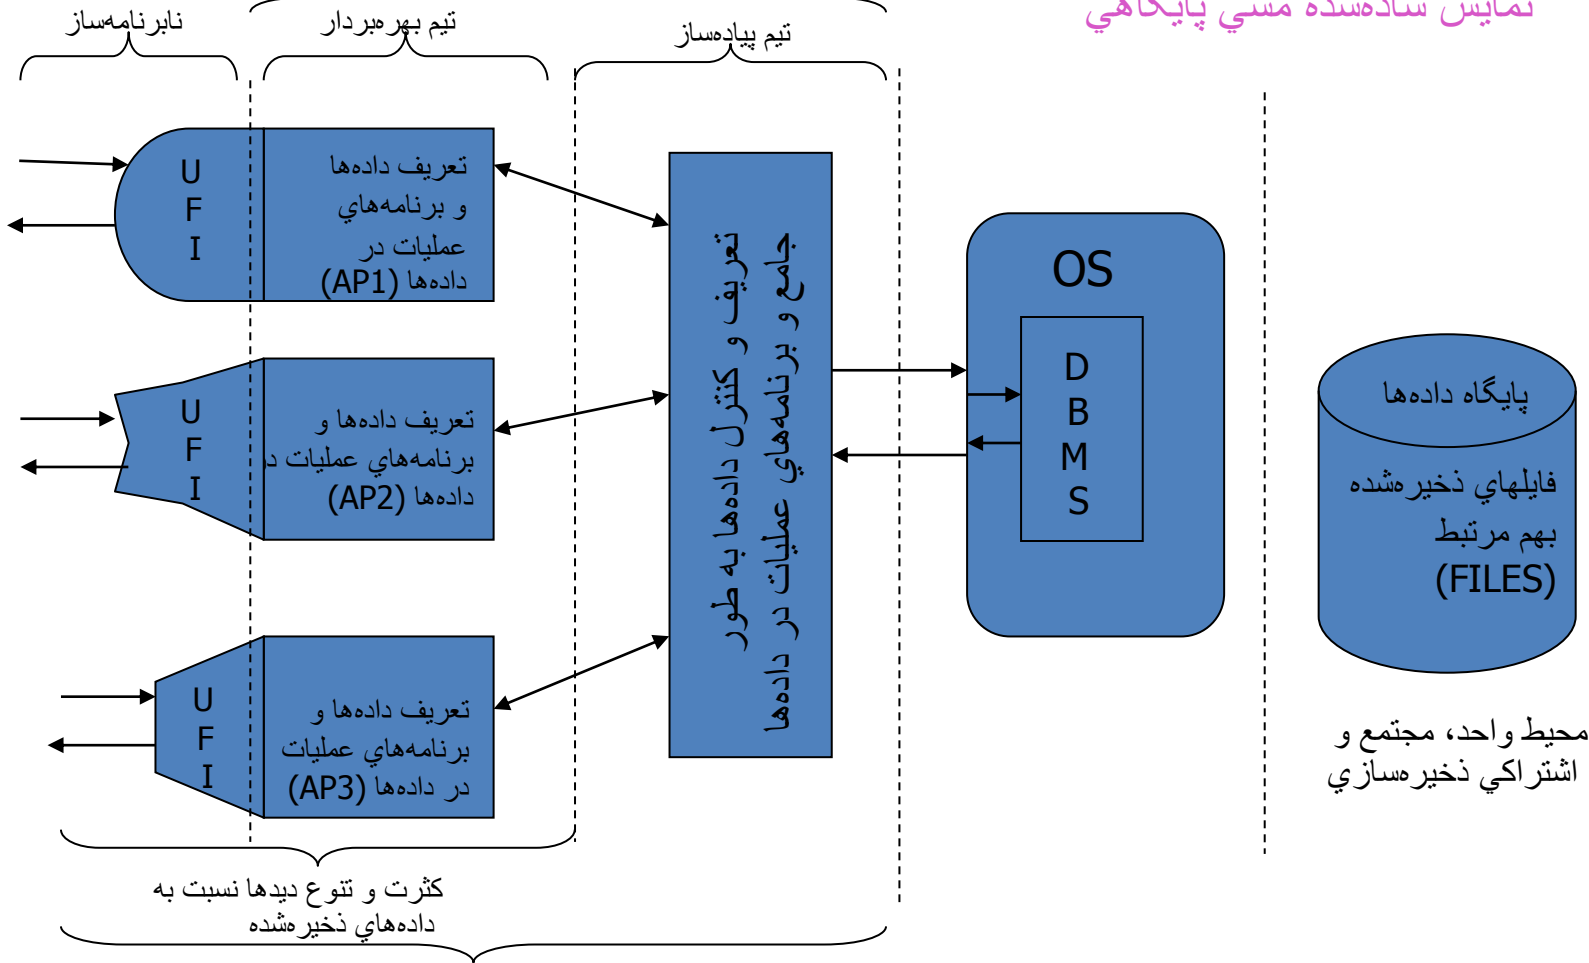 نمايش ساده‌شده مشي پايگاهي
نابرنامه‌ساز
تيم بهره‌بردار
تيم پياده‌ساز
U
F
I
تعريف داده‌ها
و برنامه‌هاي
عمليات در
داده‌ها (AP1)
U
F
I
تعريف داده‌ها و
برنامه‌هاي عمليات در
داده‌ها (AP2)
U
F
I
تعريف داده‌ها و
برنامه‌هاي عمليات
در داده‌ها (AP3)
تعريف و كنترل داده‌ها به طور
جامع و برنامه‌هاي عمليات در داده‌ها
OS
D
B
M
S
پايگاه داده‌ها
فايلهاي ذخيره‌شده
بهم مرتبط
(FILES)
محيط واحد، مجتمع و
اشتراكي ذخيره‌سازي
كثرت و تنوع ديدها نسبت به
داده‌هاي ذخيره‌شده